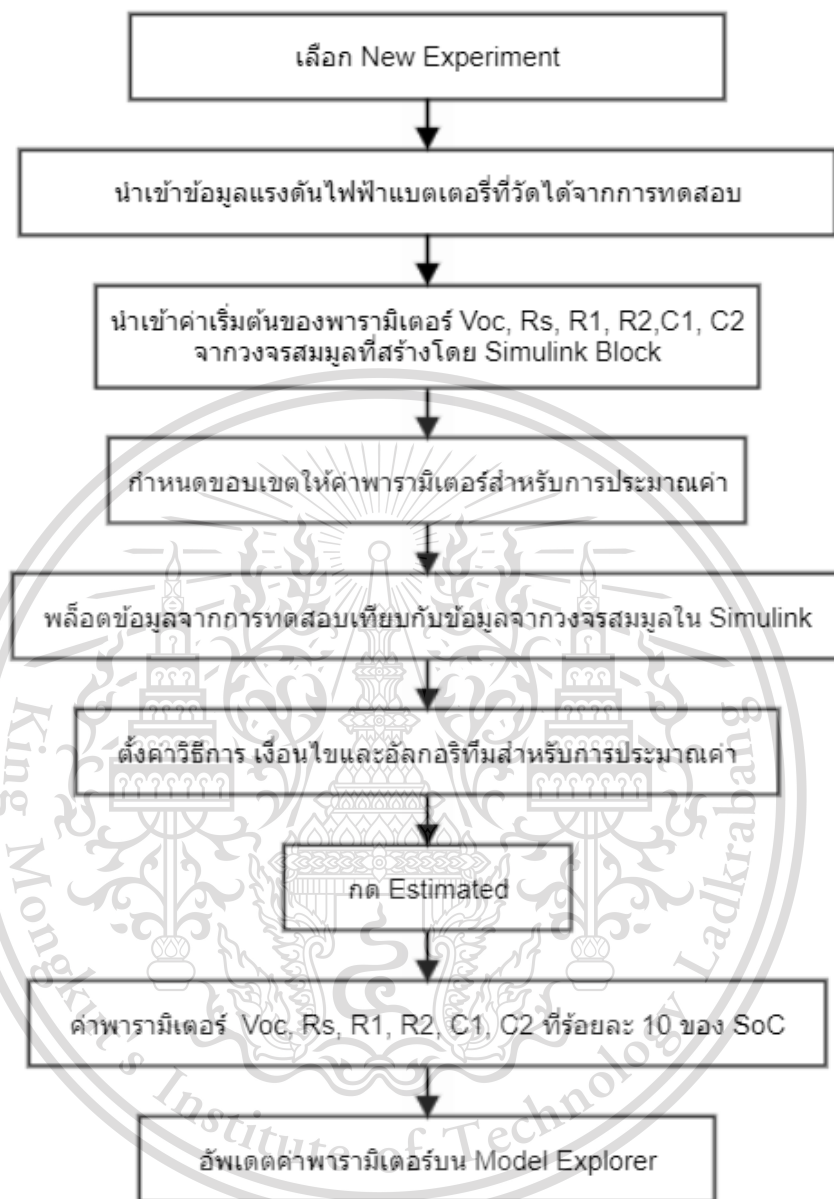 เลือก New Experiment
นำเข้าข้อมูลแรงดันไฟฟ้าแบตเตอรี่ที่วัดได้จากการทดสอบ
นำเข้าค่าเริ่มต้นของพารามิเตอร์ Voc, Rs, R1, R2,C1, C2
จากวงจรสมมูลที่สร้างโดย Simulink Block
กำหนดขอบเขตให้ค่าพารามิเตอร์สำหรับการประมาณค่า
พล็อตข้อมูลจากการทดสอบเทียบกับข้อมูลจากวงจรสมมูลใน Simulink
ตั้งค่าวิธีการ เงื่อนไขและอัลกอริทึมสำหรับการประมาณค่า
กด Estimated
ค่าพารามิเตอร์ Voc, Rs, R1, R2, C1, C2 ที่ร้อยละ 10 ของ SoC
อัพเดตค่าพารามิเตอร์บน Model Explorer
King Mongkut's Institute of Technology Ladkrabang